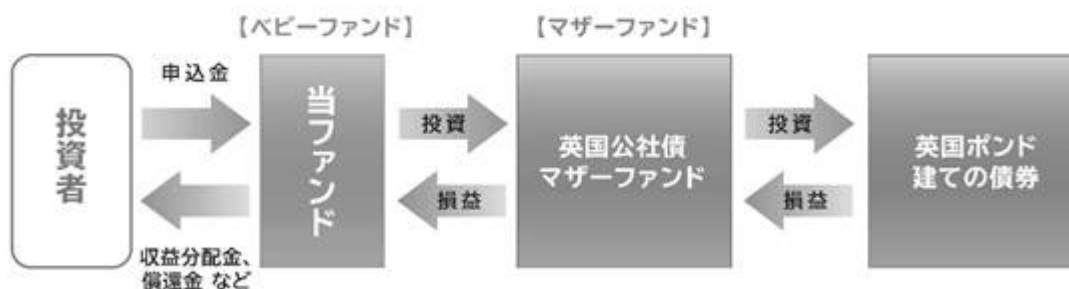 【ベビーファンド】
【マザーファンド】
投資者
申込金
収益分配金、
償還金 など
当ファンド
投資
損益
英国公社債
マザーファンド
投資
損益
英国ポンド
建ての債券